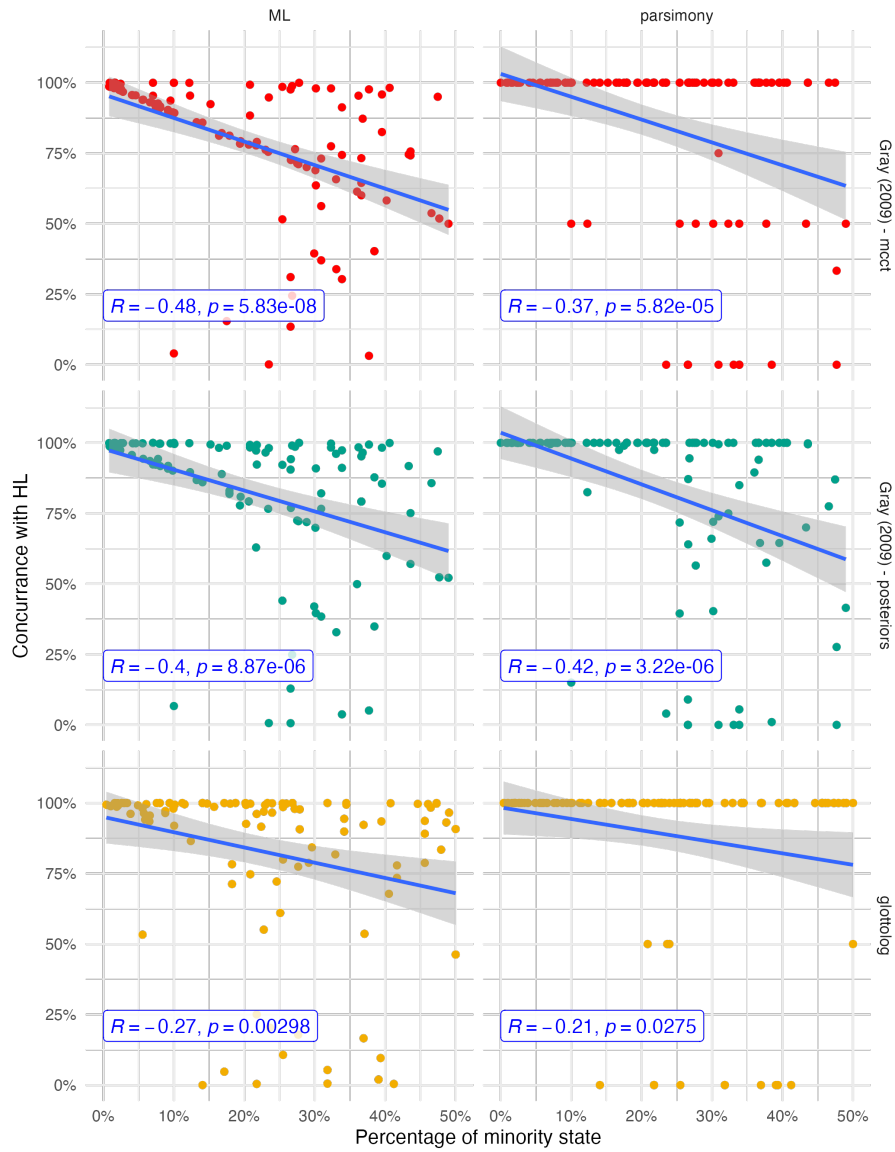 ML parsimony
100%
75%
50%
25%
0%
R = −0.48, p = 5.83e-08
R = −0.37, p = 5.82e-05
Gray (2009) - mcct
100%
75%
50%
25%
0%
R = −0.4, p = 8.87e-06
R = −0.42, p = 3.22e-06
Gray (2009) - posteriors
100%
75%
50%
25%
0%
R = −0.27, p = 0.00298
R = −0.21, p = 0.0275
glottolog
Concurrance with HL
0% 10% 20% 30% 40% 50% 0% 10% 20% 30% 40% 50%
Percentage of minority state